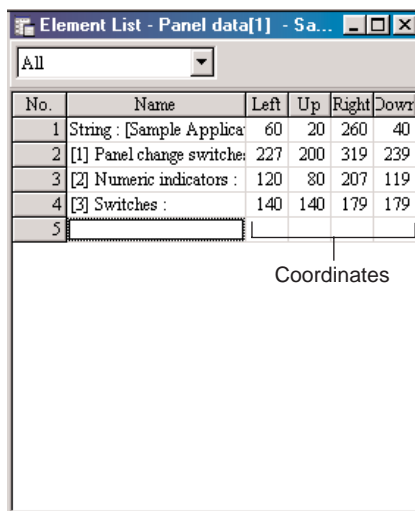 Element List - Panel data[1] - Sa...
All
No. Name Left Up Right Down
1 String : [Sample Applica 60 20 260 40
2 [1] Panel change switche 227 200 319 239
3 [2] Numeric indicators : 120 80 207 119
4 [3] Switches : 140 140 179 179
5
Coordinates